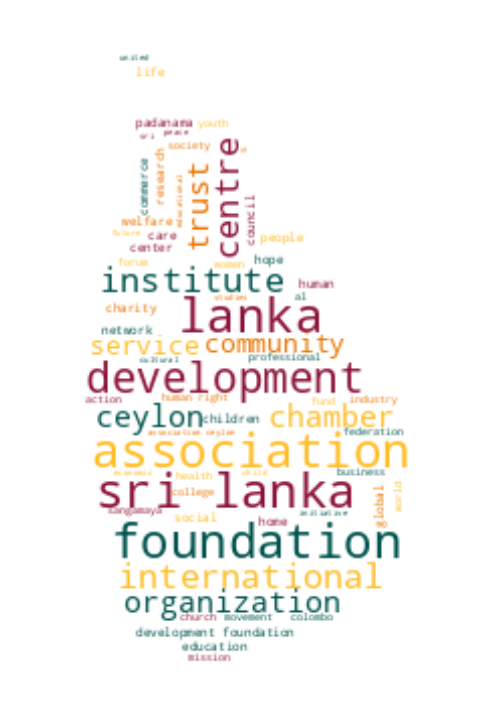 united
life
padanama youth
sri peace
society
centre
trust
commerce
research
educational
council
welfare
future care people
center
forum women hope
institute human
studies al
charity lanka
network
service community
cultural professional
development
action human right fund industry
ceylon children chamber
association ceylon federation
association
economic health child business
sri lanka
college
global
world
sangamaya initiative
social home
foundation
international
organization
church movement colombo
development foundation
education
mission